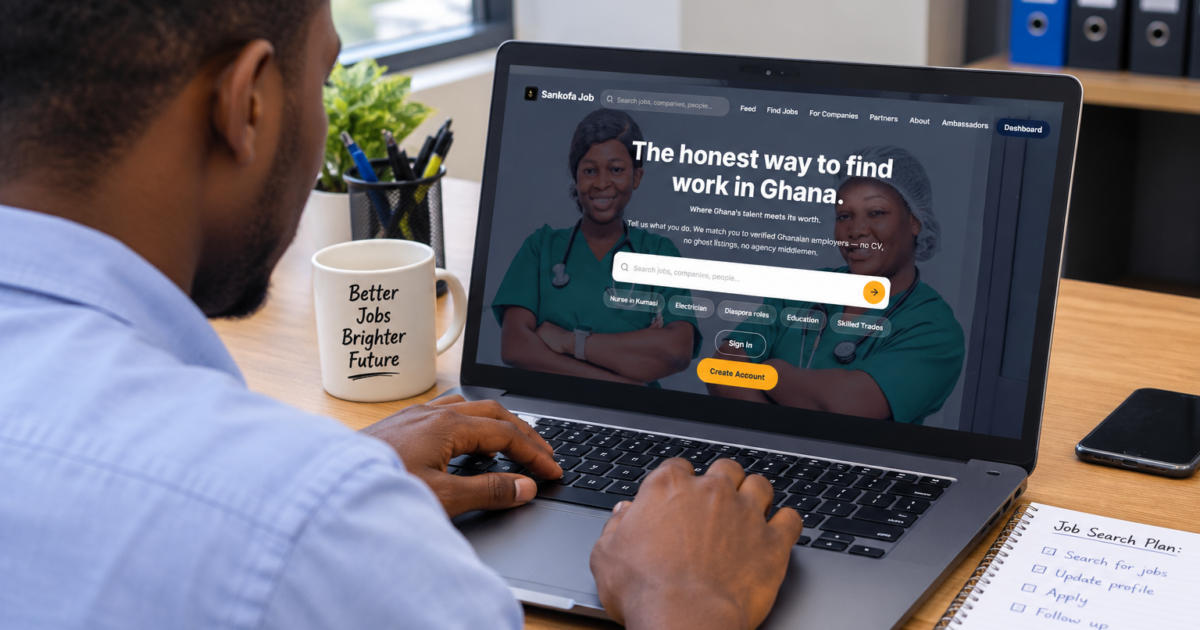 Sankofa Job
Search jobs, companies, people...
Feed
Find Jobs
For Companies
Partners
About
Ambassadors
Dashboard
The honest way to find
work in Ghana.
Where Ghana's talent meets its worth.
Tell us what you do. We match you to verified Ghanaian employers — no CV,
no ghost listings, no agency middlemen.
Search jobs, companies, people...
Nurse in Kumasi
Electrician
Diaspora roles
Education
Skilled Trades
Sign In
Create Account
Better
Jobs
Brighter
Future
Job Search Plan:
Search for jobs
Update profile
Apply
Follow up